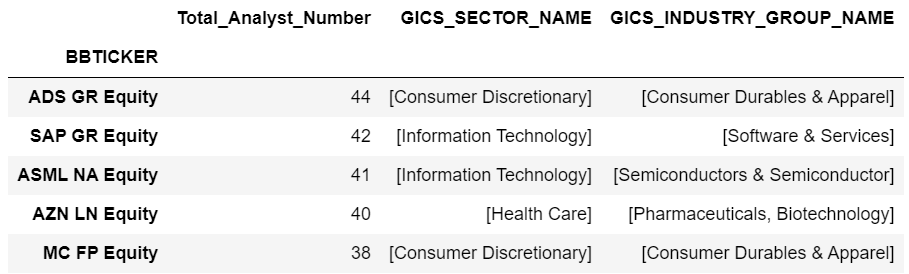 Total_Analyst_Number GICS_SECTOR_NAME GICS_INDUSTRY_GROUP_NAME
BBTICKER
ADS GR Equity 44 [Consumer Discretionary] [Consumer Durables & Apparel]
SAP GR Equity 42 [Information Technology] [Software & Services]
ASML NA Equity 41 [Information Technology] [Semiconductors & Semiconductor]
AZN LN Equity 40 [Health Care] [Pharmaceuticals, Biotechnology]
MC FP Equity 38 [Consumer Discretionary] [Consumer Durables & Apparel]